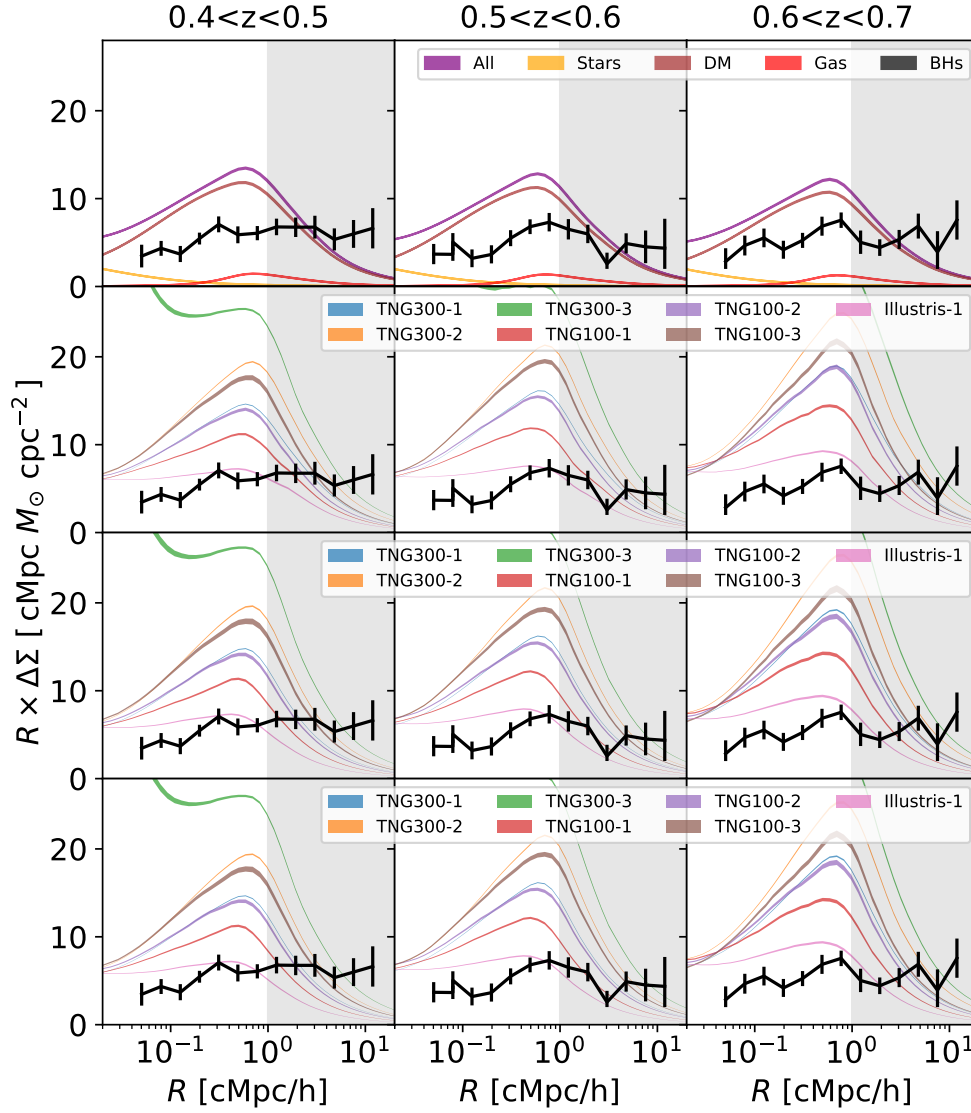 0.4<z<0.5 0.5<z<0.6 0.6<z<0.7
All Stars DM Gas BHs
20
10
0
TNG300-1 TNG300-3 TNG100-2 Illustris-1
TNG300-2 TNG100-1 TNG100-3
20
10
0
TNG300-1 TNG300-3 TNG100-2 Illustris-1
TNG300-2 TNG100-1 TNG100-3
20
10
0
TNG300-1 TNG300-3 TNG100-2 Illustris-1
TNG300-2 TNG100-1 TNG100-3
20
10
0
R × ΔΣ [ cMpc M⊙ cpc⁻²]
10⁻¹ 10⁰ 10¹ 10⁻¹ 10⁰ 10¹ 10⁻¹ 10⁰ 10¹
R [cMpc/h] R [cMpc/h] R [cMpc/h]